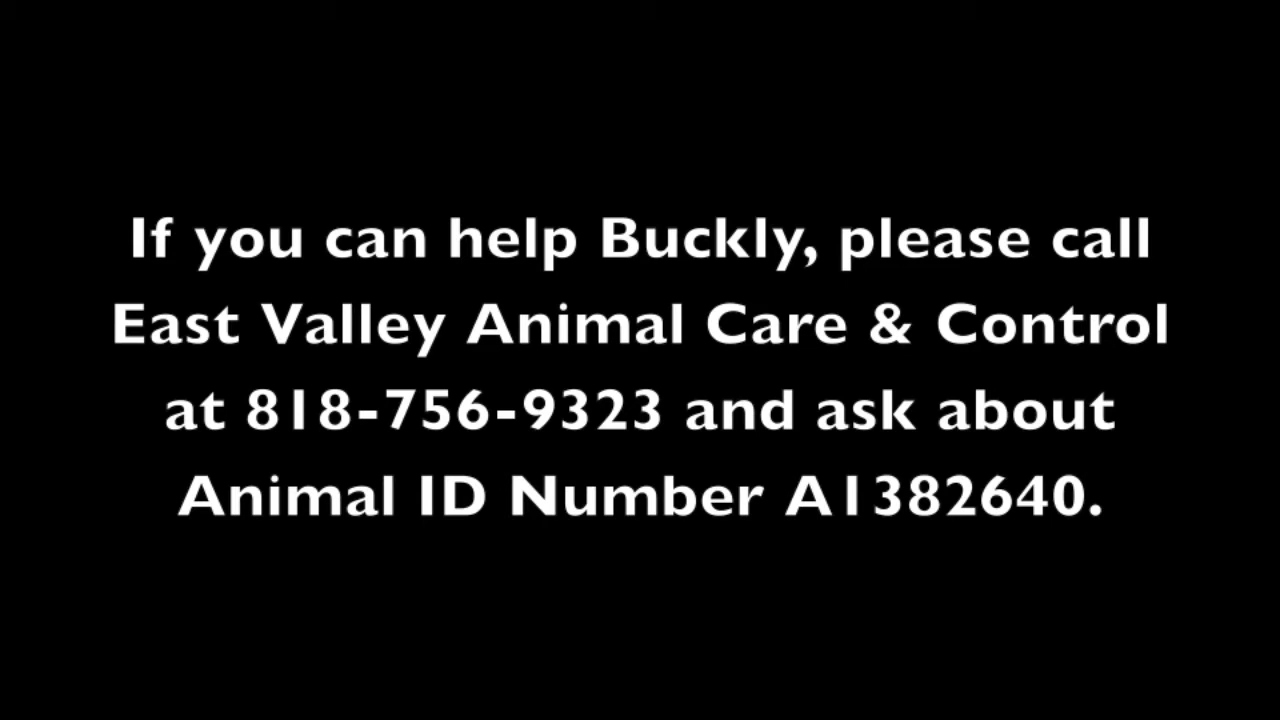 If you can help Buckly, please call
East Valley Animal Care & Control
at 818-756-9323 and ask about
Animal ID Number A1382640.